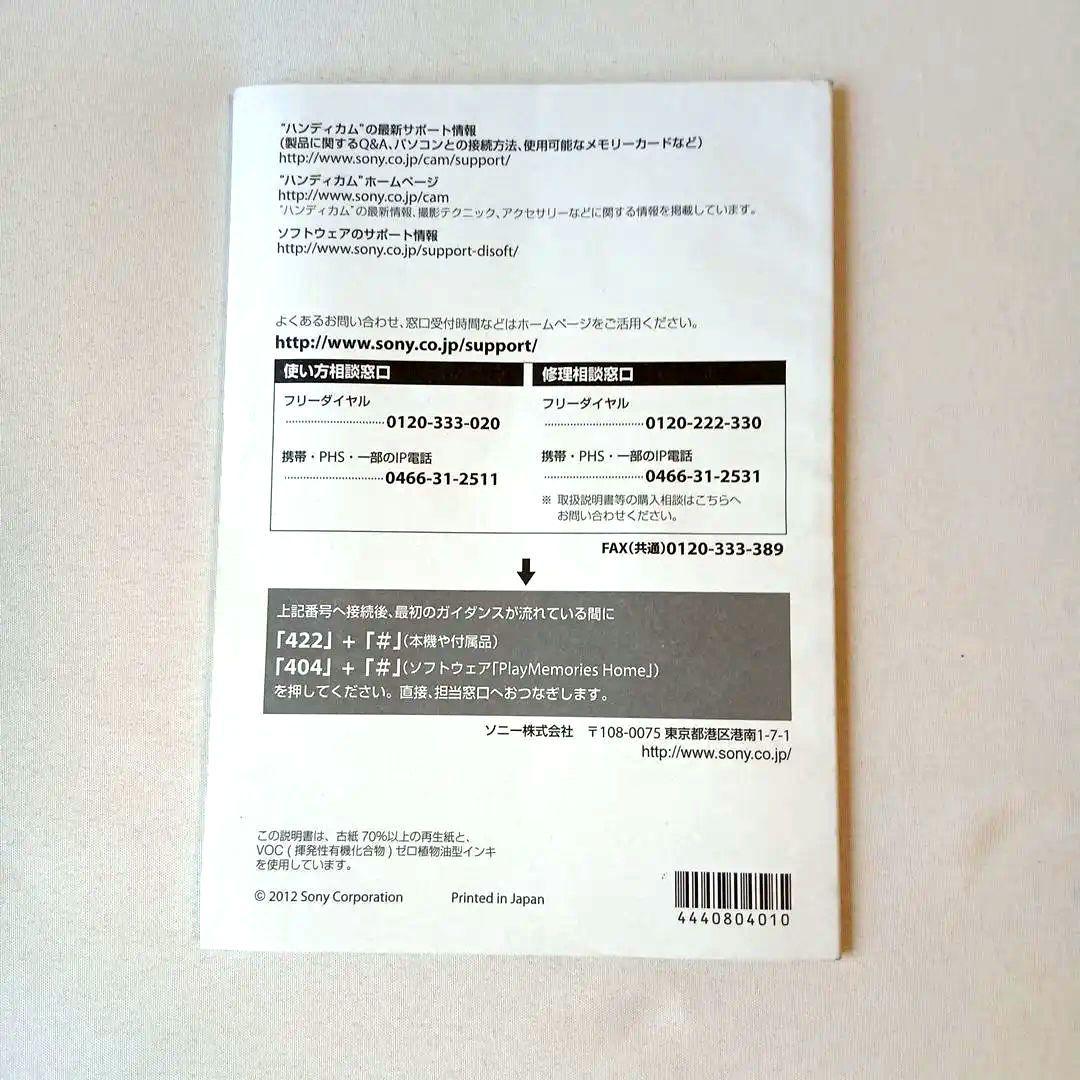 “ハンディカム”の最新サポート情報
（製品に関するQ&A、パソコンとの接続方法、使用可能なメモリーカードなど）
http://www.sony.co.jp/cam/support/
“ハンディカム”ホームページ
http://www.sony.co.jp/cam
“ハンディカム”の最新情報、撮影テクニック、アクセサリーなどに関する情報を掲載しています。
ソフトウェアのサポート情報
http://www.sony.co.jp/support-disoft/
よくあるお問い合わせ、窓口受付時間などはホームページをご活用ください。
http://www.sony.co.jp/support/
使い方相談窓口
フリーダイヤル
……………………………0120-333-020
携帯・PHS・一部のIP電話
……………………………0466-31-2511
修理相談窓口
フリーダイヤル
……………………………0120-222-330
携帯・PHS・一部のIP電話
……………………………0466-31-2531
※ 取扱説明書等の購入相談はこちらへ
お問い合わせください。
FAX（共通）0120-333-389
上記番号へ接続後、最初のガイダンスが流れている間に
「422」+「#」（本機や付属品）
「404」+「#」（ソフトウェア「PlayMemories Home」）
を押してください。直接、担当窓口へおつなぎします。
ソニー株式会社 〒108-0075 東京都港区港南1-7-1
http://www.sony.co.jp/
この説明書は、古紙70%以上の再生紙と、
VOC (揮発性有機化合物) ゼロ植物油型インキ
を使用しています。
© 2012 Sony Corporation Printed in Japan
4440804010